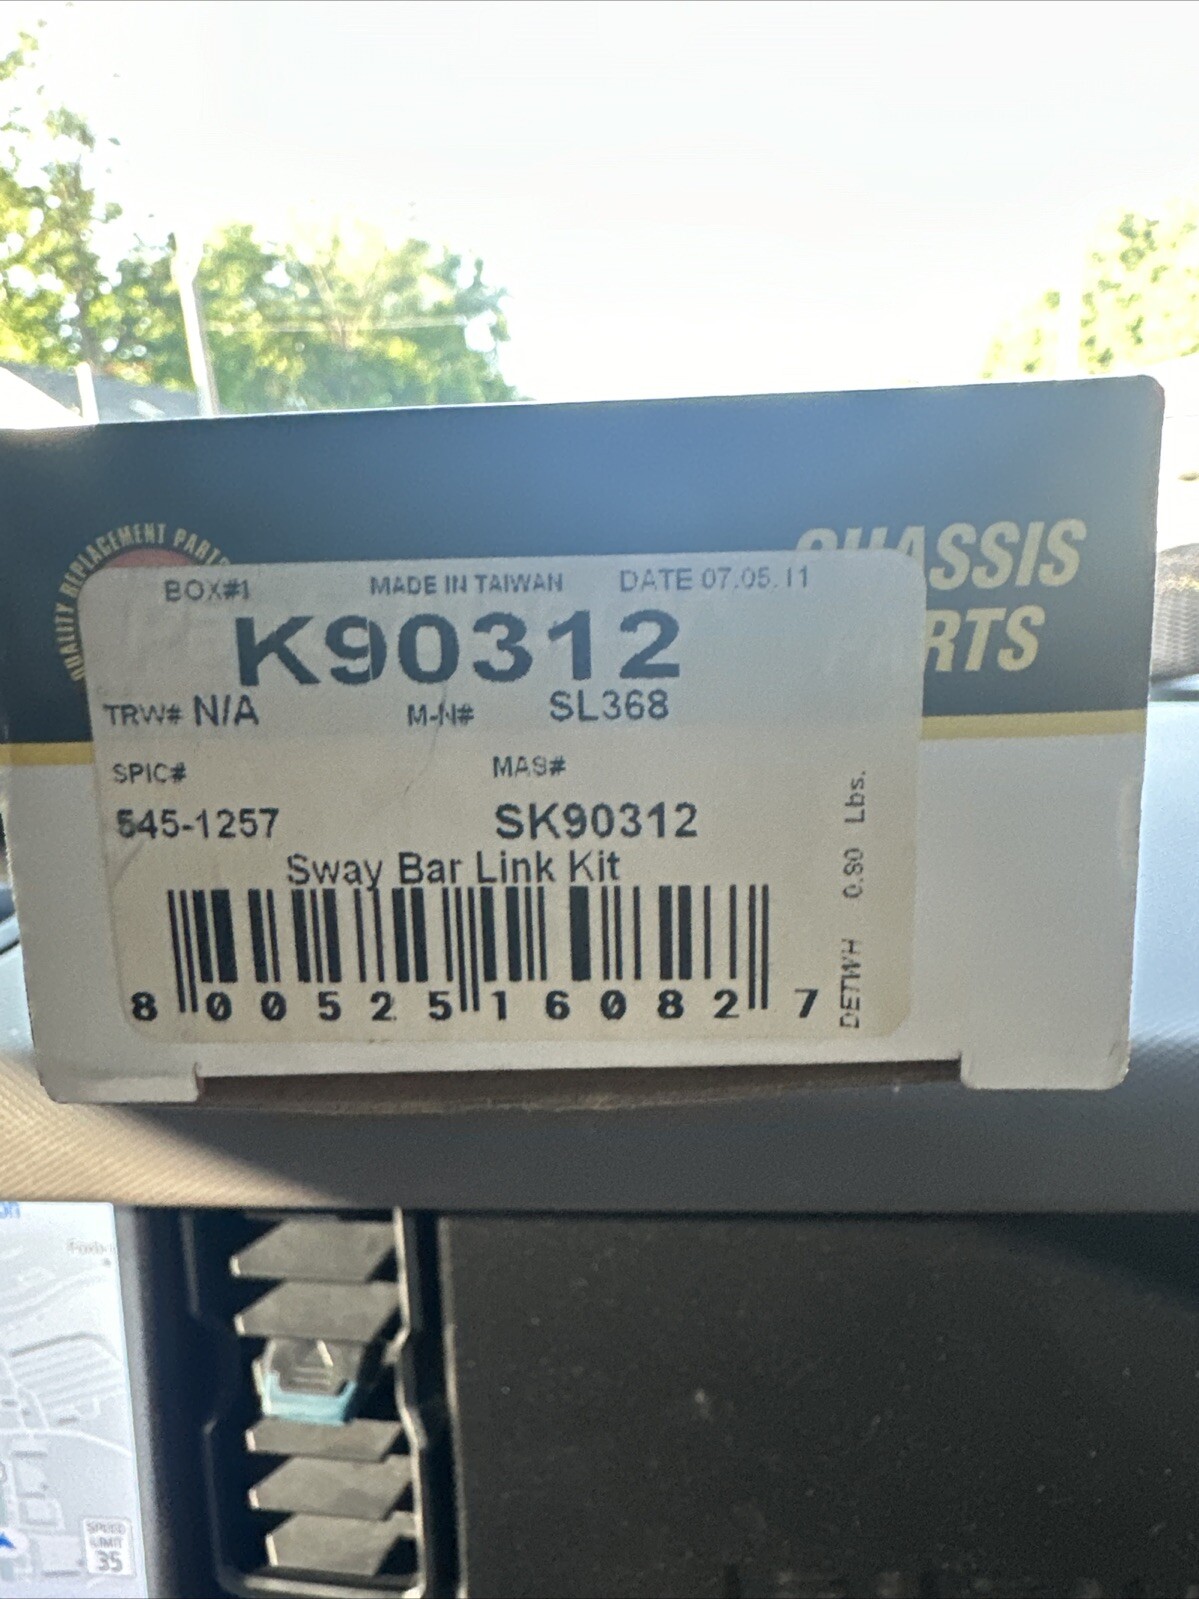 QUALITY REPLACEMENT PARTS
CHASSIS
PARTS
BOX#1 MADE IN TAIWAN DATE 07.05.11
K90312
TRW# N/A M-N# SL368
SPIC# MAS#
545-1257 SK90312
Sway Bar Link Kit
8 00525 16082 7
DETWH 0.80 Lbs.
SPEED
LIMIT
35